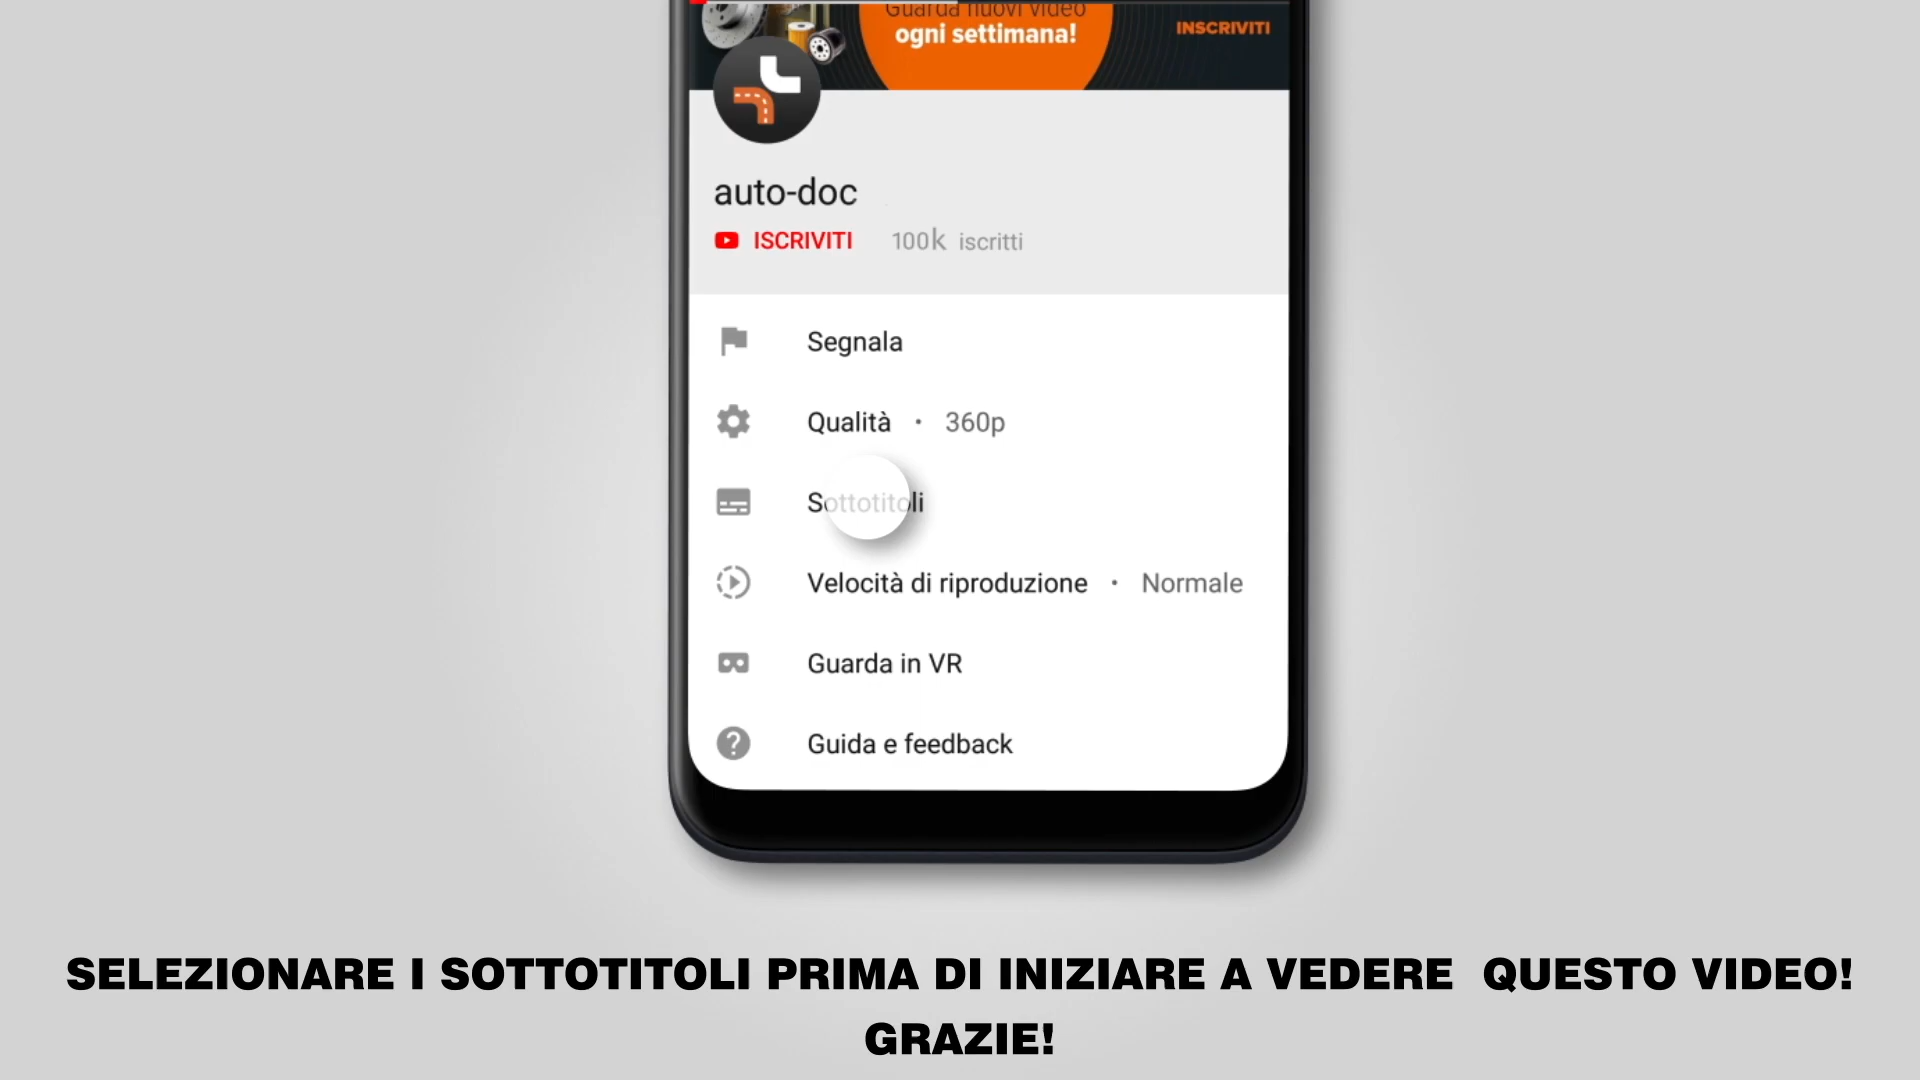 Guarda nuovi video
ogni settimana!
INSCRIVITI
auto-doc
ISCRIVITI 100k iscritti
Segnala
Qualità · 360p
Sottotitoli
Velocità di riproduzione · Normale
Guarda in VR
Guida e feedback
SELEZIONARE I SOTTOTITOLI PRIMA DI INIZIARE A VEDERE QUESTO VIDEO!
GRAZIE!